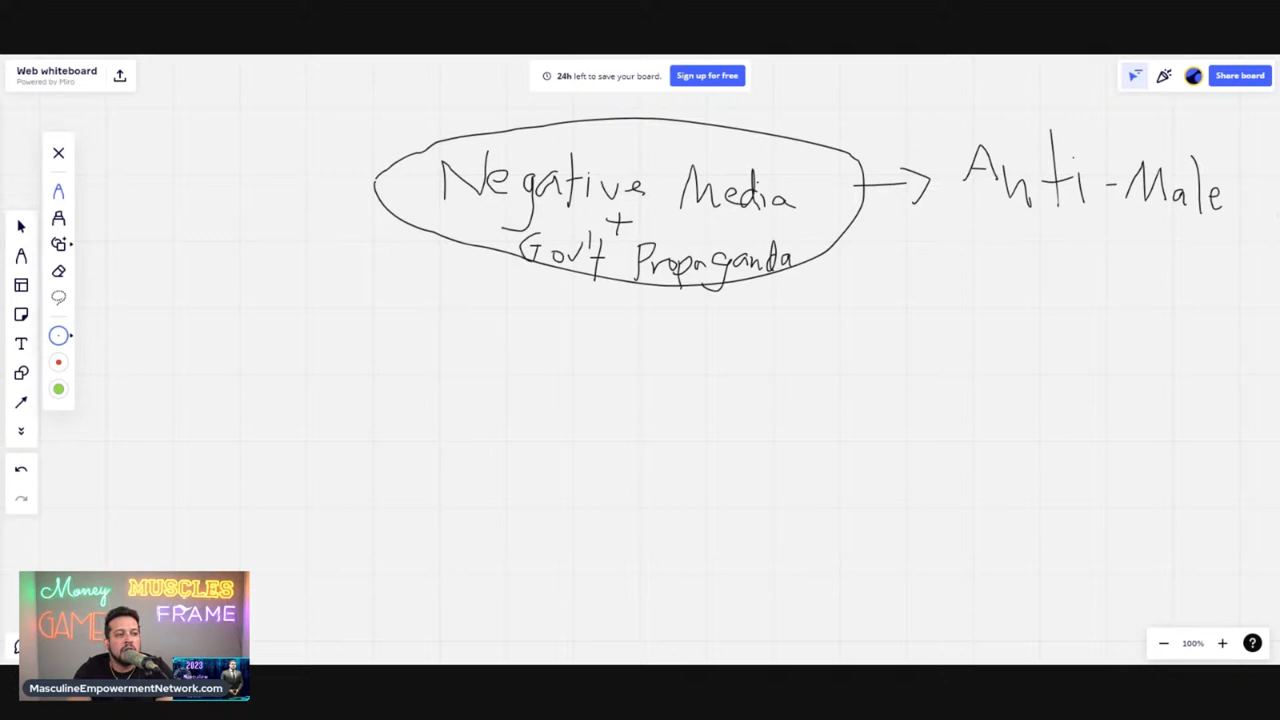 Web whiteboard
Powered by Miro
24h left to save your board.
Sign up for free
Share board
Negative Media
+
Gov't Propaganda
Anti-Male
T
100%
?
Money
MUSCLES
GAME
FRAME
2023
Masculine
MasculineEmpowermentNetwork.com